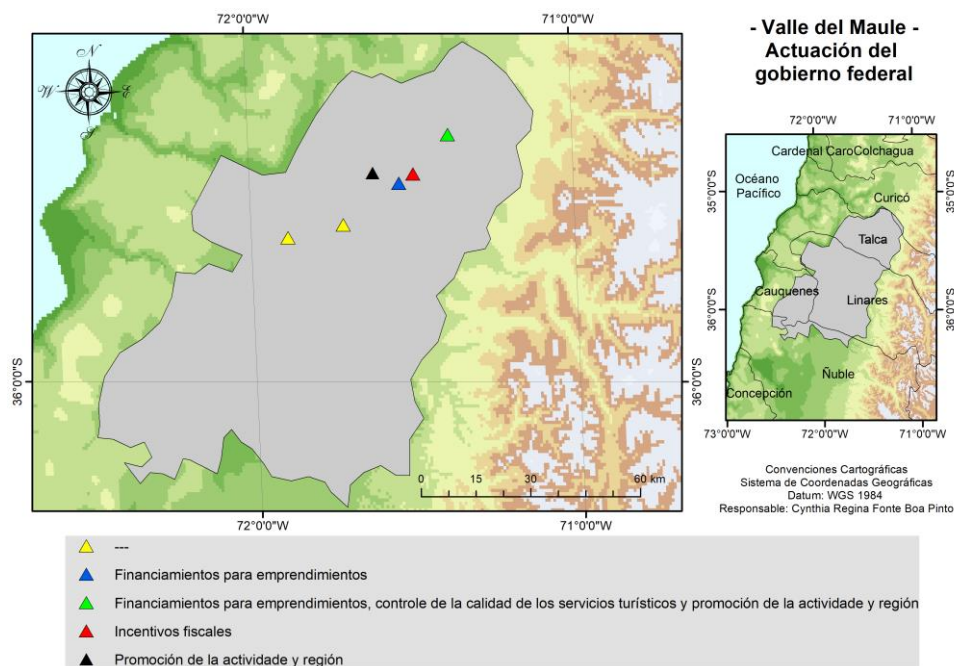 72°0'0"W
71°0'0"W
N
W
E
S
36°0'0"S
36°0'0"S
0
15
30
60 km
72°0'0"W
71°0'0"W
- Valle del Maule -
Actuación del
gobierno federal
72°0'0"W
71°0'0"W
Cardenal Caro
Colchagua
Océano
Pacífico
Curicó
35°0'0"S
35°0'0"S
Talca
Cauquenes
Linares
36°0'0"S
36°0'0"S
Ñuble
Concepción
73°0'0"W
72°0'0"W
71°0'0"W
Convenciones Cartográficas
Sistema de Coordenadas Geográficas
Datum: WGS 1984
Responsable: Cynthia Regina Fonte Boa Pinto
---
Financiamientos para emprendimientos
Financiamientos para emprendimientos, controle de la calidad de los servicios turísticos y promoción de la actividade y región
Incentivos fiscales
Promoción de la actividade y región